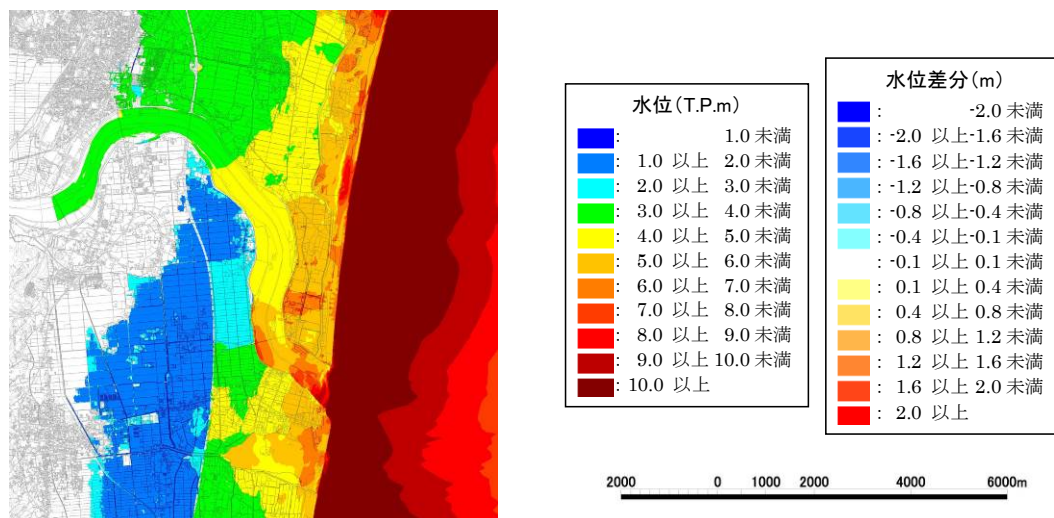 水位(T.P.m)
: 1.0 未満
: 1.0 以上 2.0 未満
: 2.0 以上 3.0 未満
: 3.0 以上 4.0 未満
: 4.0 以上 5.0 未満
: 5.0 以上 6.0 未満
: 6.0 以上 7.0 未満
: 7.0 以上 8.0 未満
: 8.0 以上 9.0 未満
: 9.0 以上 10.0 未満
: 10.0 以上
水位差分(m)
: -2.0 未満
: -2.0 以上-1.6 未満
: -1.6 以上-1.2 未満
: -1.2 以上-0.8 未満
: -0.8 以上-0.4 未満
: -0.4 以上-0.1 未満
: -0.1 以上 0.1 未満
: 0.1 以上 0.4 未満
: 0.4 以上 0.8 未満
: 0.8 以上 1.2 未満
: 1.2 以上 1.6 未満
: 1.6 以上 2.0 未満
: 2.0 以上
2000 0 1000 2000 4000 6000m